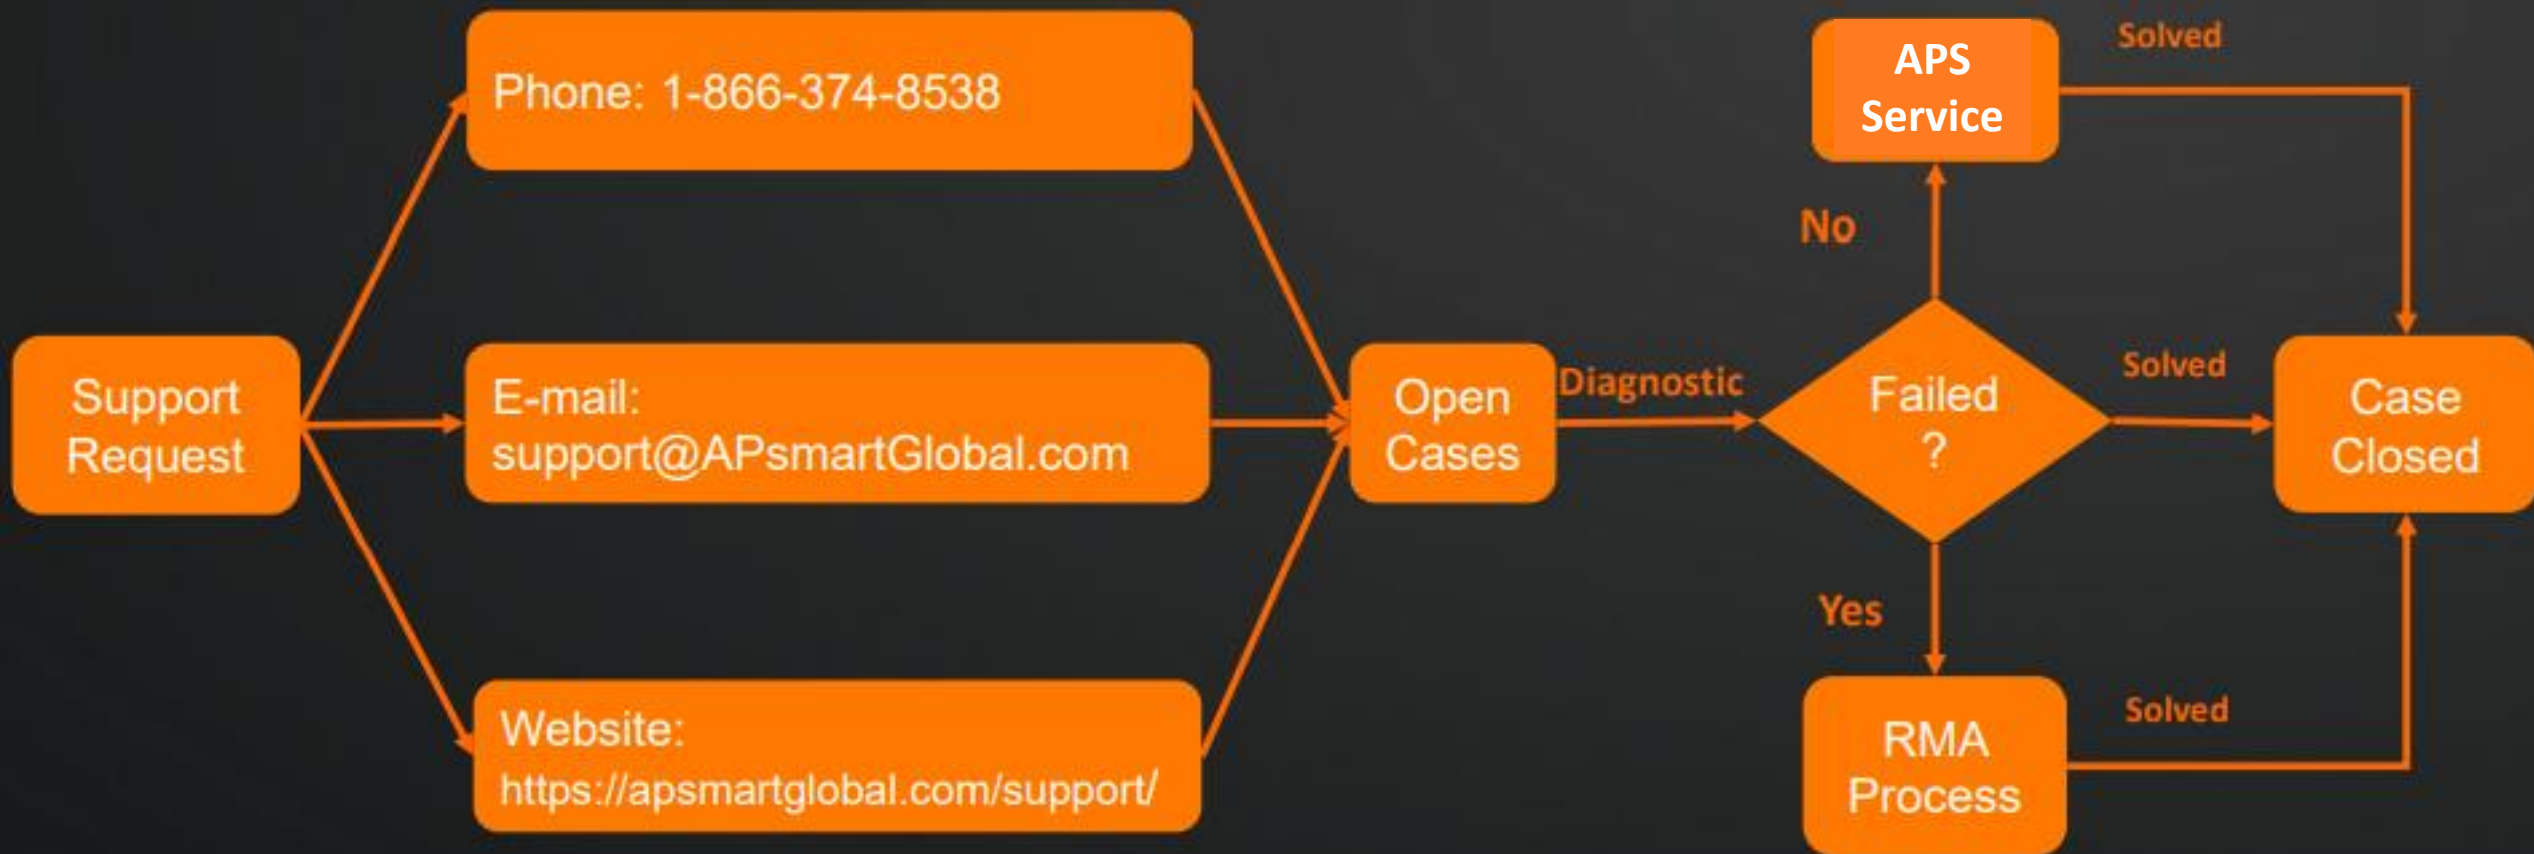 Support
Request
Phone: 1-866-374-8538
E-mail:
support@APsmartGlobal.com
Website:
https://apsmartglobal.com/support/
Open
Cases
Diagnostic
Failed
?
No
APS
Service
Solved
Solved
Yes
RMA
Process
Solved
Case
Closed